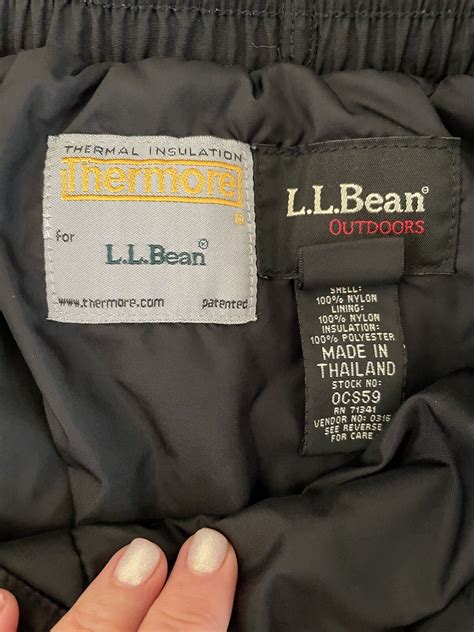 THERMAL INSULATION
Thermore®
for
L.L.Bean®
www.thermore.com patented
L.L.Bean®
OUTDOORS
SHELL:
100% NYLON
LINING:
100% NYLON
INSULATION:
100% POLYESTER
MADE IN
THAILAND
STOCK NO:
OCS59
RN 71341
VENDOR NO: 0316
SEE REVERSE
FOR CARE